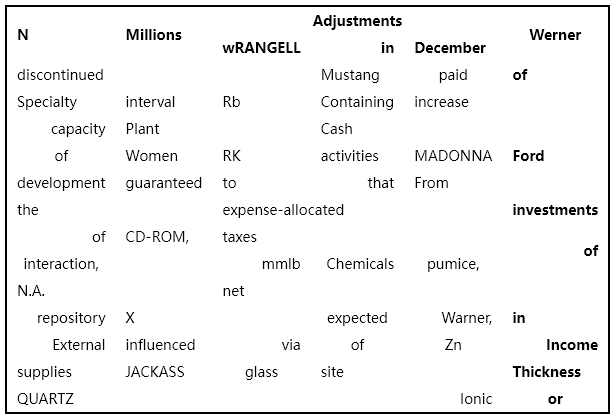 N Millions Adjustments Werner
wRANGELL in December
discontinued Mustang paid of
Specialty interval Rb Containing increase
capacity Plant Cash
of Women RK activities MADONNA Ford
development guaranteed to that From
the expense-allocated investments
of CD-ROM, taxes
of
interaction, mmlb Chemicals pumice,
N.A. net
repository X expected Warner, in
External influenced via of Zn Income
supplies JACKASS glass site Thickness
QUARTZ Ionic or